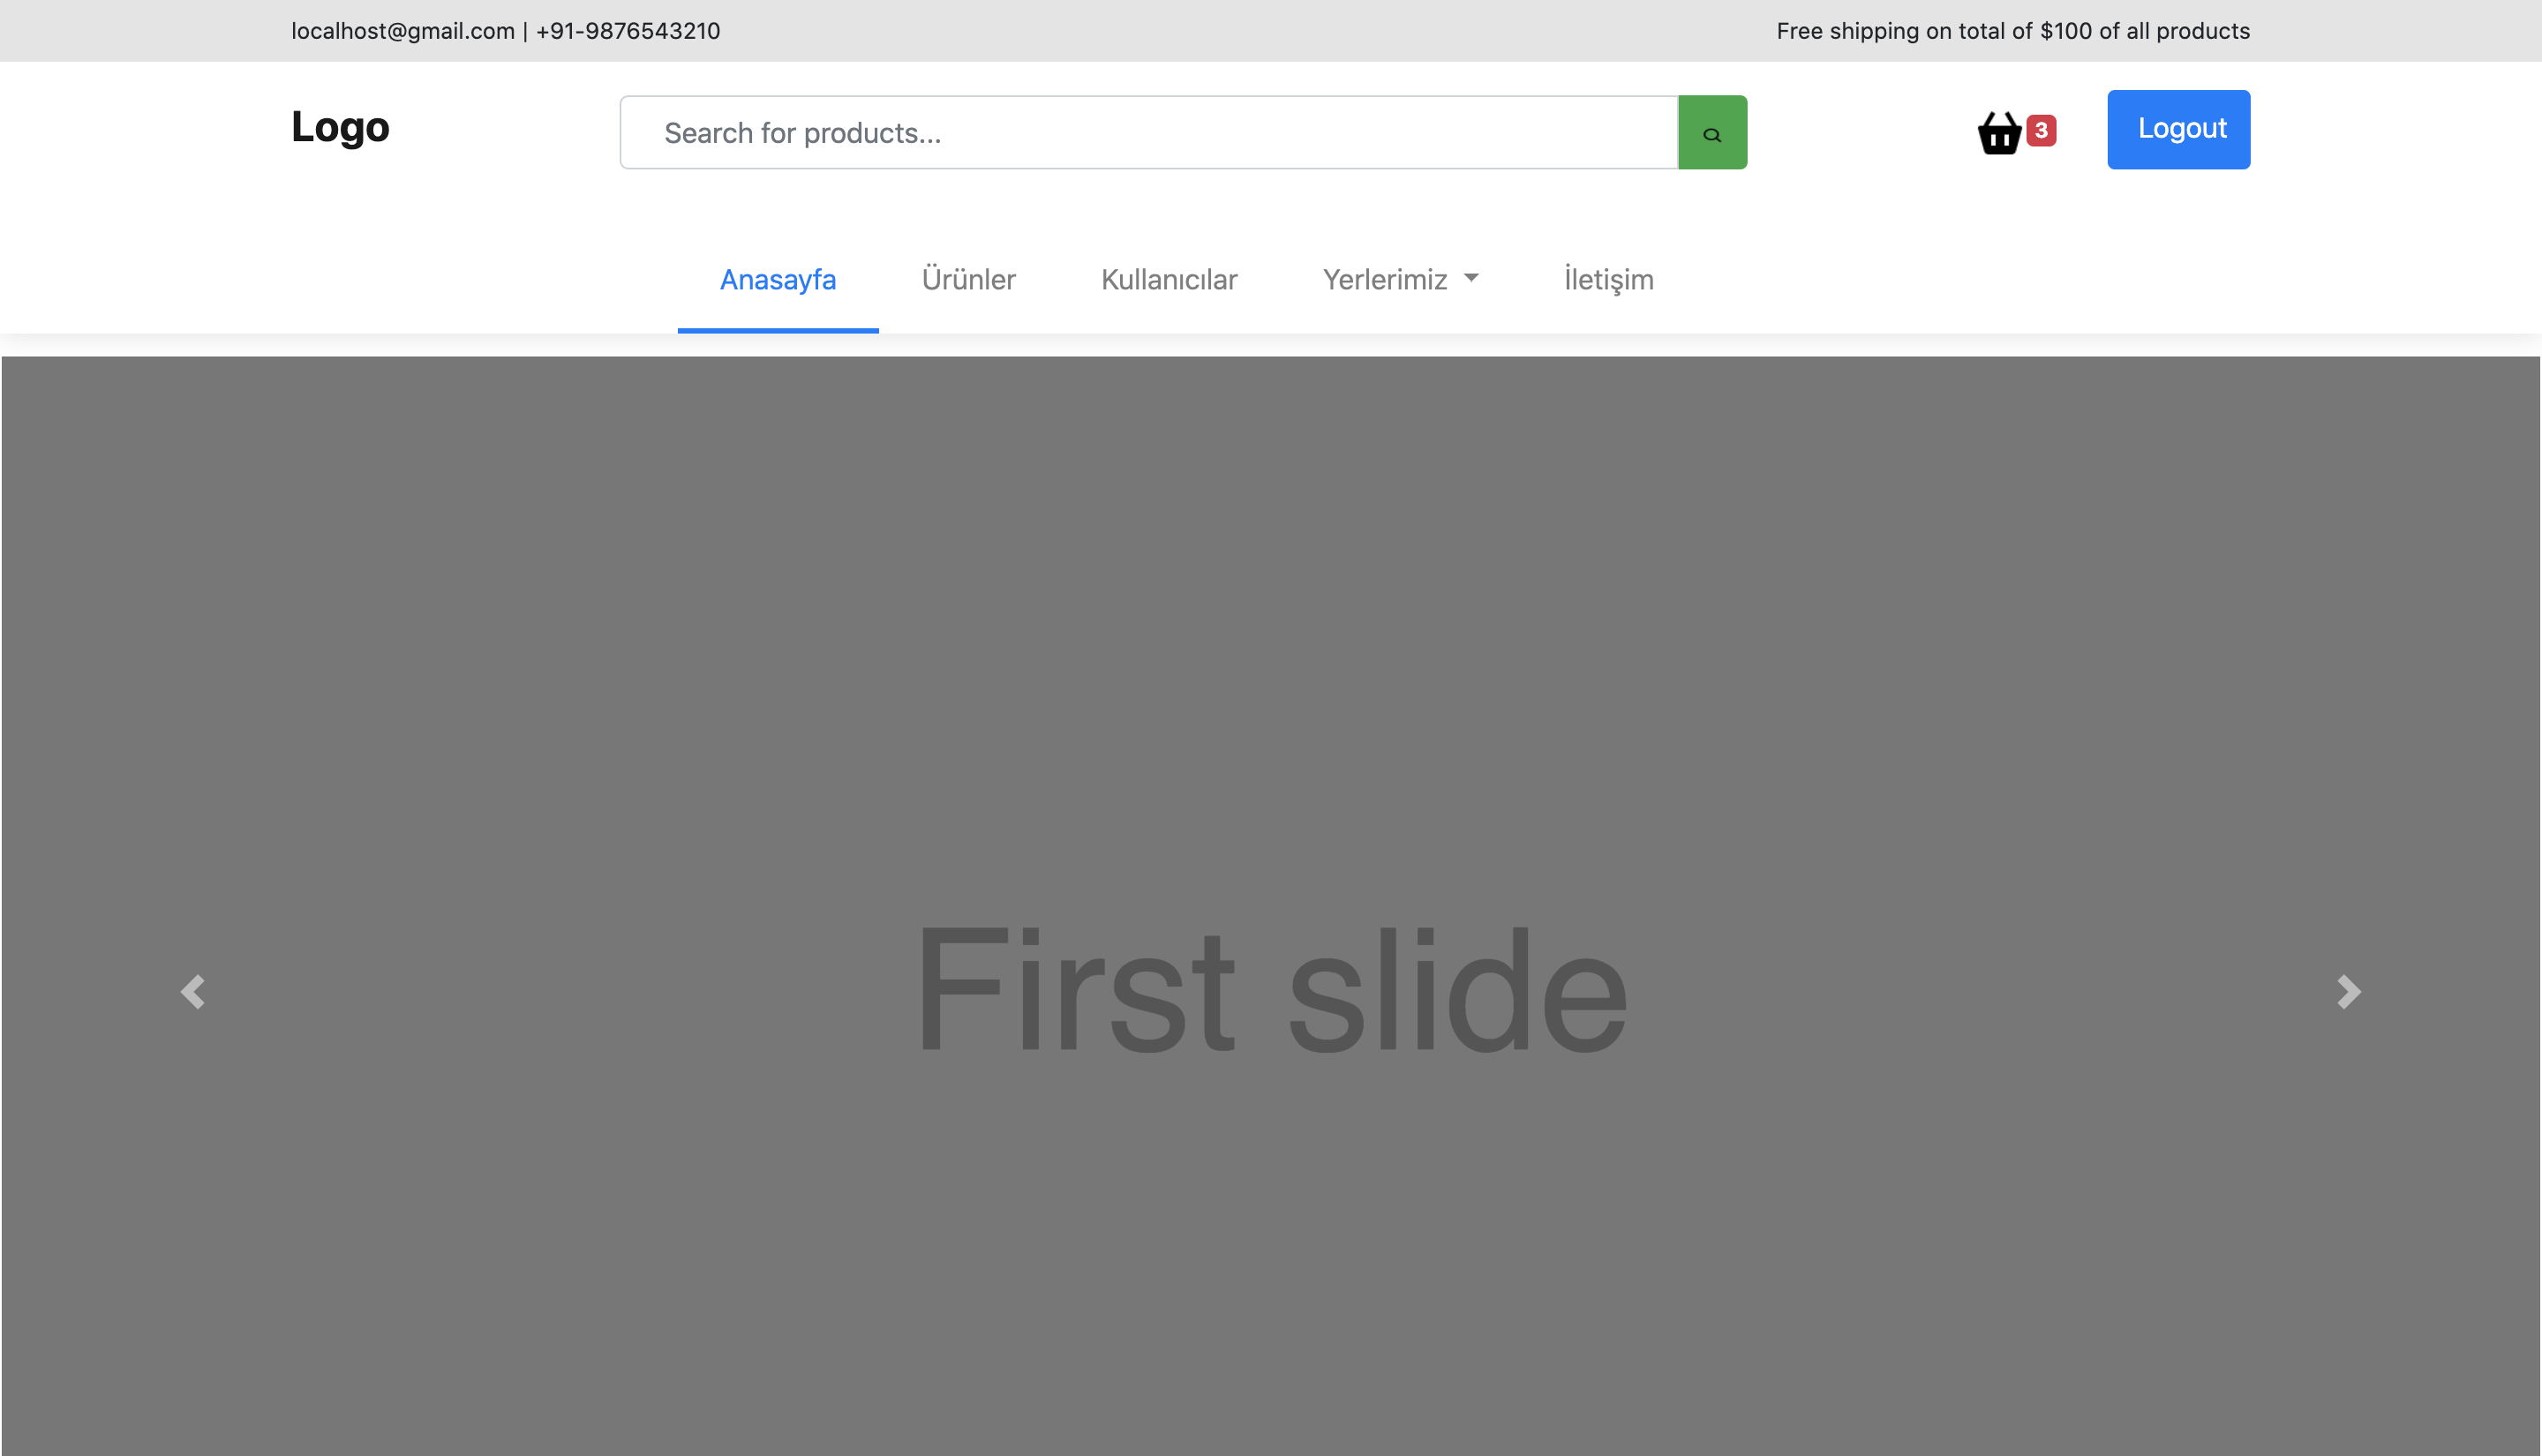 localhost@gmail.com | +91-9876543210
Free shipping on total of $100 of all products
Logo
Search for products...
3
Logout
Anasayfa
Ürünler
Kullanıcılar
Yerlerimiz
İletişim
First slide